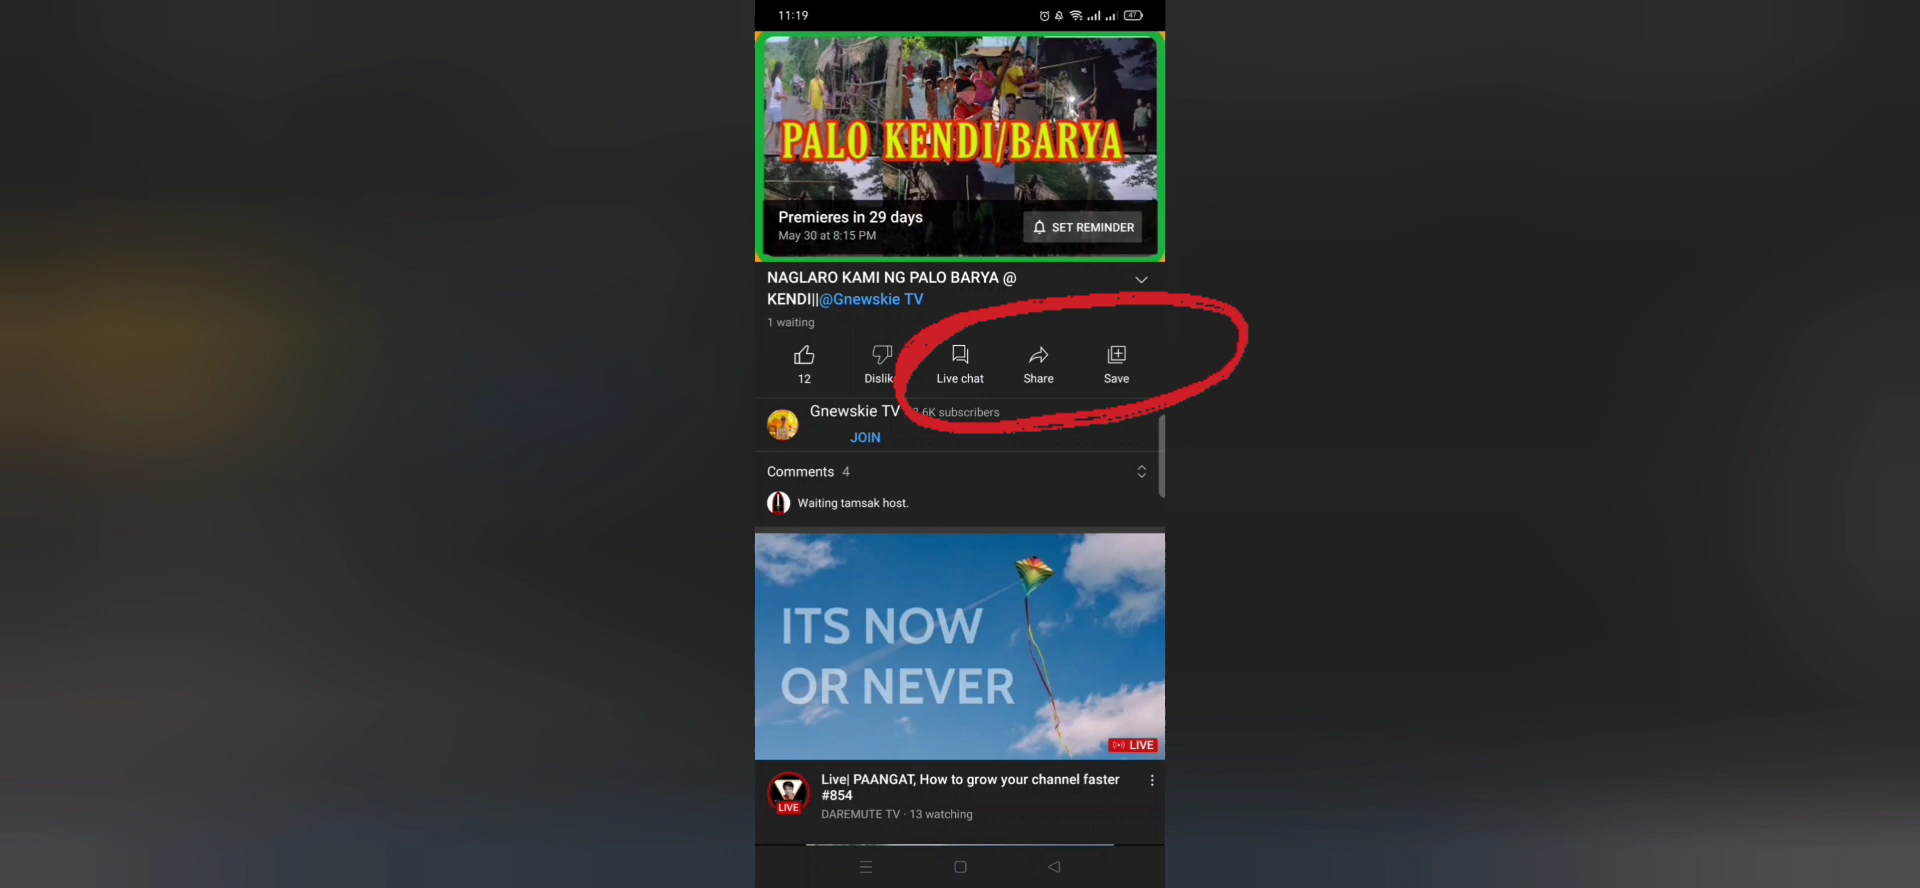 11:19
47
PALO KENDI/BARYA
Premieres in 29 days
May 30 at 8:15 PM
SET REMINDER
NAGLARO KAMI NG PALO BARYA @
KENDI||@Gnewskie TV
1 waiting
12
Dislik
Live chat
Share
Save
Gnewskie TV
.6K subscribers
JOIN
Comments 4
Waiting tamsak host.
ITS NOW
OR NEVER
LIVE
LIVE
Live| PAANGAT, How to grow your channel faster
#854
DAREMUTE TV · 13 watching